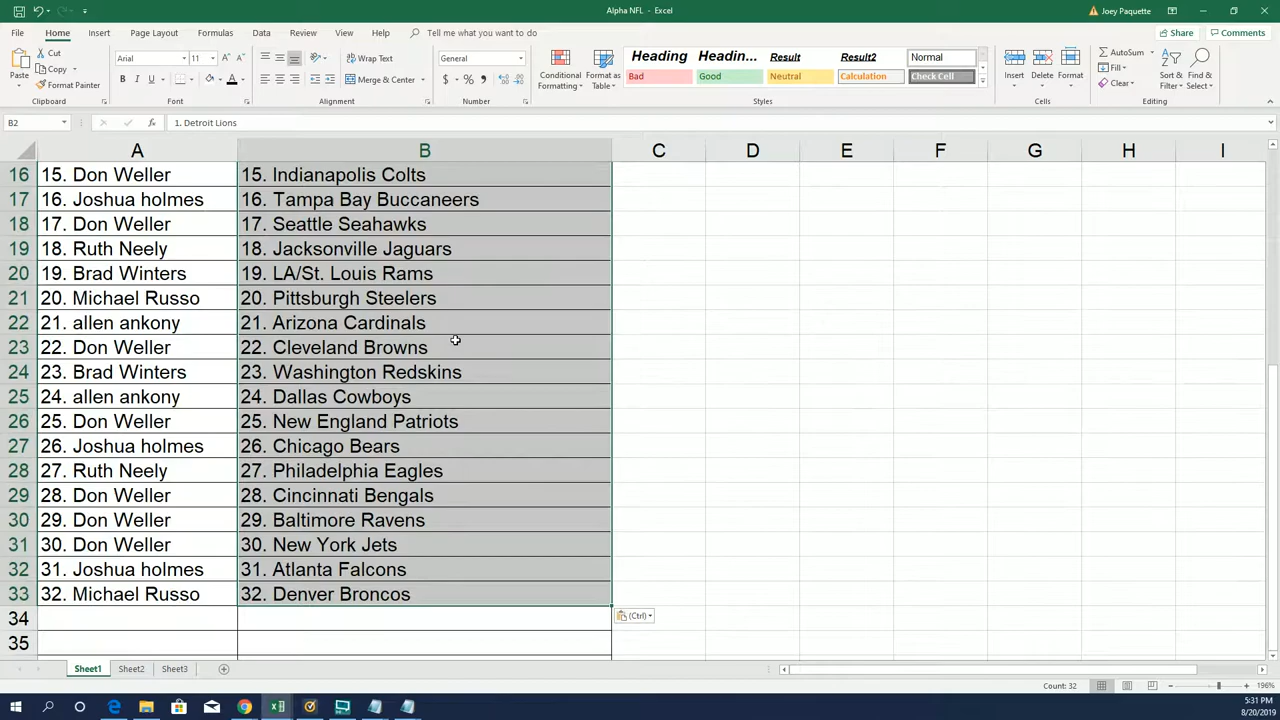 Alpha NFL - Excel
Joey Paquette
File Home Insert Page Layout Formulas Data Review View Help Tell me what you want to do Share Comments
Cut
Copy
Format Painter
Paste
Clipboard
Arial 11
B I U
Font
Wrap Text
Merge & Center
Alignment
General
$ % ,
Number
Conditional Formatting
Format as Table
Heading Headin... Result Result2 Normal
Bad Good Neutral Calculation Check Cell
Styles
Insert Delete Format
Cells
AutoSum
Fill
Clear
Sort & Filter
Find & Select
Editing
B2 fx 1. Detroit Lions
A B C D E F G H I
16 15. Don Weller 15. Indianapolis Colts
17 16. Joshua holmes 16. Tampa Bay Buccaneers
18 17. Don Weller 17. Seattle Seahawks
19 18. Ruth Neely 18. Jacksonville Jaguars
20 19. Brad Winters 19. LA/St. Louis Rams
21 20. Michael Russo 20. Pittsburgh Steelers
22 21. allen ankony 21. Arizona Cardinals
23 22. Don Weller 22. Cleveland Browns
24 23. Brad Winters 23. Washington Redskins
25 24. allen ankony 24. Dallas Cowboys
26 25. Don Weller 25. New England Patriots
27 26. Joshua holmes 26. Chicago Bears
28 27. Ruth Neely 27. Philadelphia Eagles
29 28. Don Weller 28. Cincinnati Bengals
30 29. Don Weller 29. Baltimore Ravens
31 30. Don Weller 30. New York Jets
32 31. Joshua holmes 31. Atlanta Falcons
33 32. Michael Russo 32. Denver Broncos
34 (Ctrl)
35
Sheet1 Sheet2 Sheet3
Count: 32 196%
5:31 PM
8/20/2019